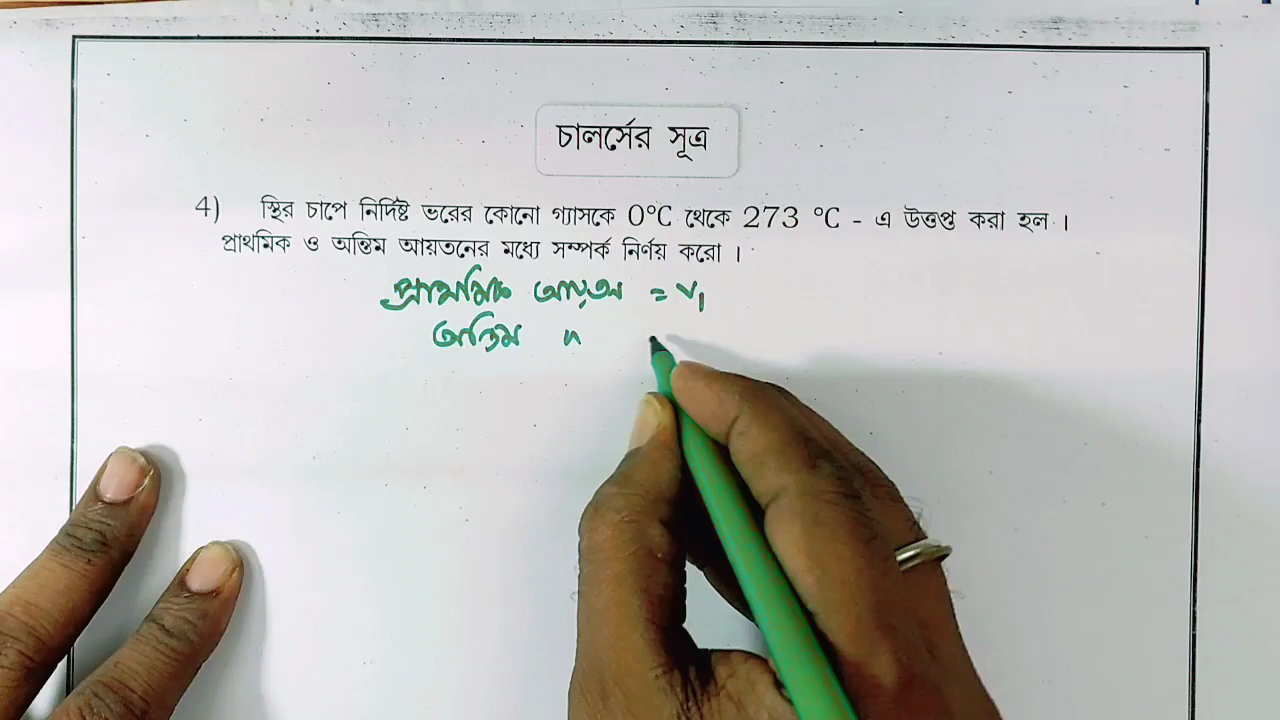 চালর্সের সূত্র
4) স্থির চাপে নির্দিষ্ট ভরের কোনো গ্যাসকে 0°C থেকে 273 °C - এ উত্তপ্ত করা হল ।
প্রাথমিক ও অন্তিম আয়তনের মধ্যে সম্পর্ক নির্ণয় করো ।
প্রাথমিক আয়তন = V₁
অন্তিম "